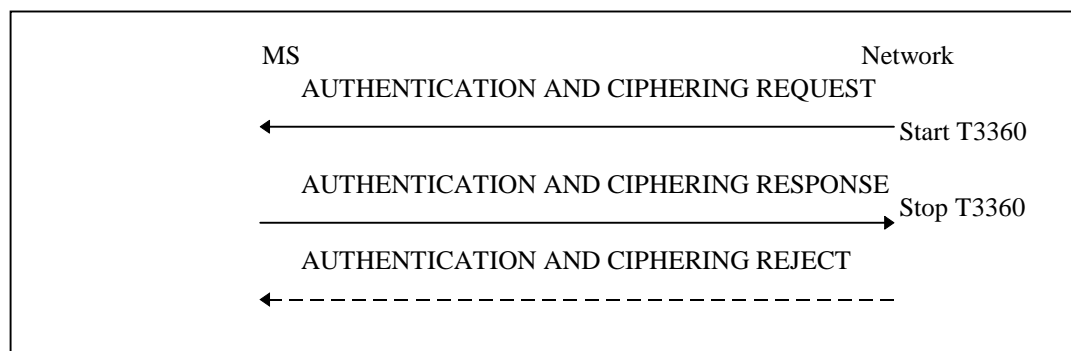 MS Network
AUTHENTICATION AND CIPHERING REQUEST
Start T3360
AUTHENTICATION AND CIPHERING RESPONSE
Stop T3360
AUTHENTICATION AND CIPHERING REJECT